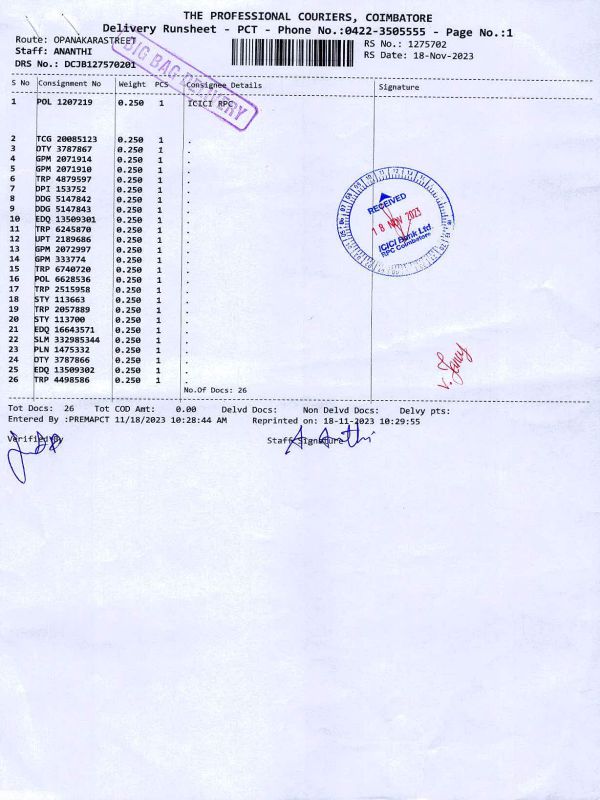 THE PROFESSIONAL COURIERS, COIMBATORE
Delivery Runsheet - PCT - Phone No.:0422-3505555 - Page No.:1
Route: OPANAKARASTREET
RS No.: 1275702
Staff: ANANTHI
RS Date: 18-Nov-2023
DRS No.: DCJB127570201
BIG BAG DELIVERY
S No Consignment No Weight PCS Consignee Details Signature
1 POL 1207219 0.250 1 ICICI RPC
2 TCG 20085123 0.250 1 .
3 OTY 3787867 0.250 1 .
4 GPM 2071914 0.250 1 .
5 GPM 2071910 0.250 1 .
6 TRP 4879597 0.250 1 .
7 DPI 153752 0.250 1 .
8 DDG 5147842 0.250 1 .
9 DDG 5147843 0.250 1 .
10 EDQ 13509301 0.250 1 .
11 TRP 6245870 0.250 1 .
12 UPT 2189686 0.250 1 .
13 GPM 2072997 0.250 1 .
14 GPM 333774 0.250 1 .
15 TRP 6740720 0.250 1 .
16 POL 6628536 0.250 1 .
17 TRP 2515958 0.250 1 .
18 STY 113663 0.250 1 .
19 TRP 2057889 0.250 1 .
20 STY 113700 0.250 1 .
21 EDQ 16643571 0.250 1 .
22 SLM 332985344 0.250 1 .
23 PLN 1475332 0.250 1 .
24 OTY 3787866 0.250 1 .
25 EDQ 13509302 0.250 1 .
26 TRP 4498586 0.250 1 .
RECEIVED
18 NOV 2023
ICICI Bank Ltd.
RPC Coimbatore
No.Of Docs: 26
Tot Docs: 26 Tot COD Amt: 0.00 Delvd Docs: Non Delvd Docs: Delvy pts:
Entered By :PREMAPCT 11/18/2023 10:28:44 AM Reprinted on: 18-11-2023 10:29:55
Verified By Staff Signature